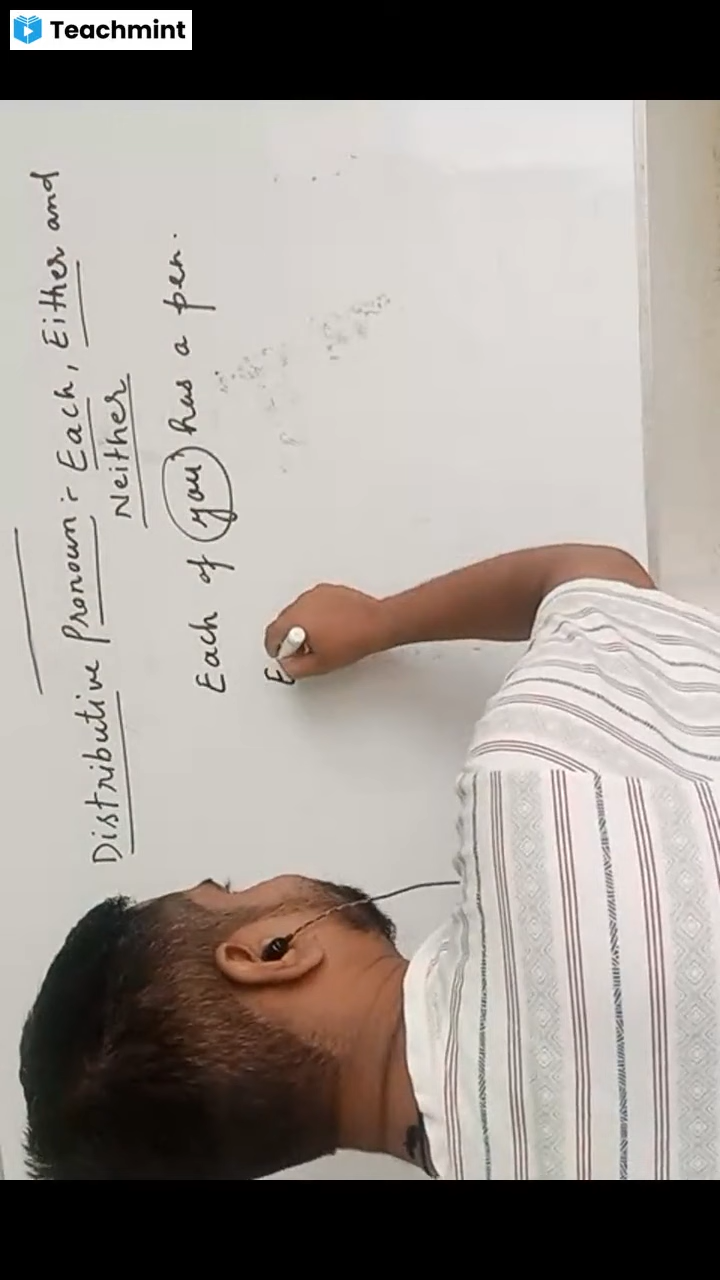 Teachmint
Distributive Pronoun :- Each, Either and
Neither
Each of you has a pen.
E